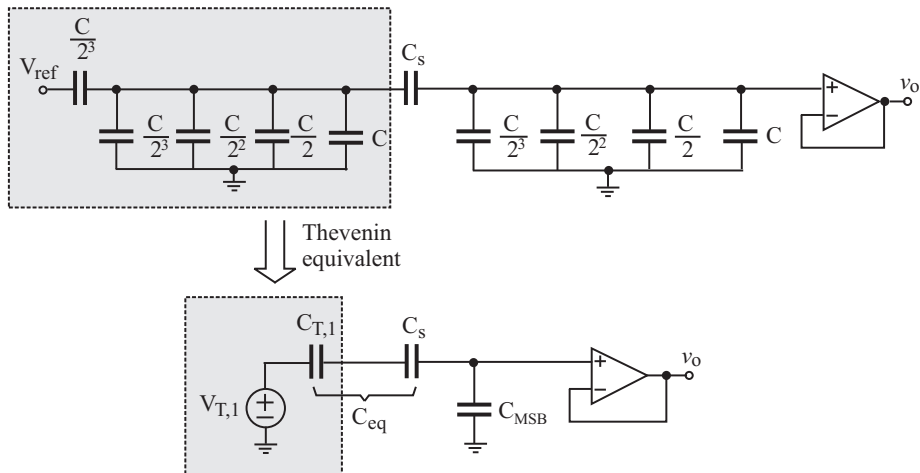 C/2³
V_ref
C_s
v_o
+
−
C/2³ C/2² C/2 C
C/2³ C/2² C/2 C
Thevenin
equivalent
C_T,1
C_s
v_o
+
−
V_T,1
+
−
C_eq
C_MSB